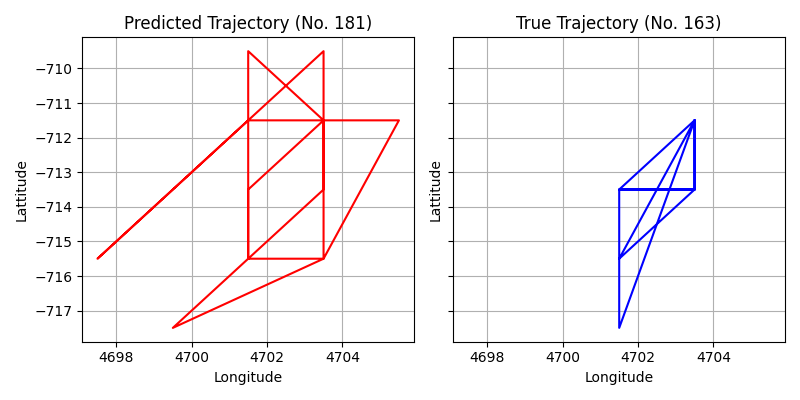 Predicted Trajectory (No. 181)
True Trajectory (No. 163)
Lattitude
−710
−711
−712
−713
−714
−715
−716
−717
4698
4700
4702
4704
Longitude
Lattitude
4698
4700
4702
4704
Longitude